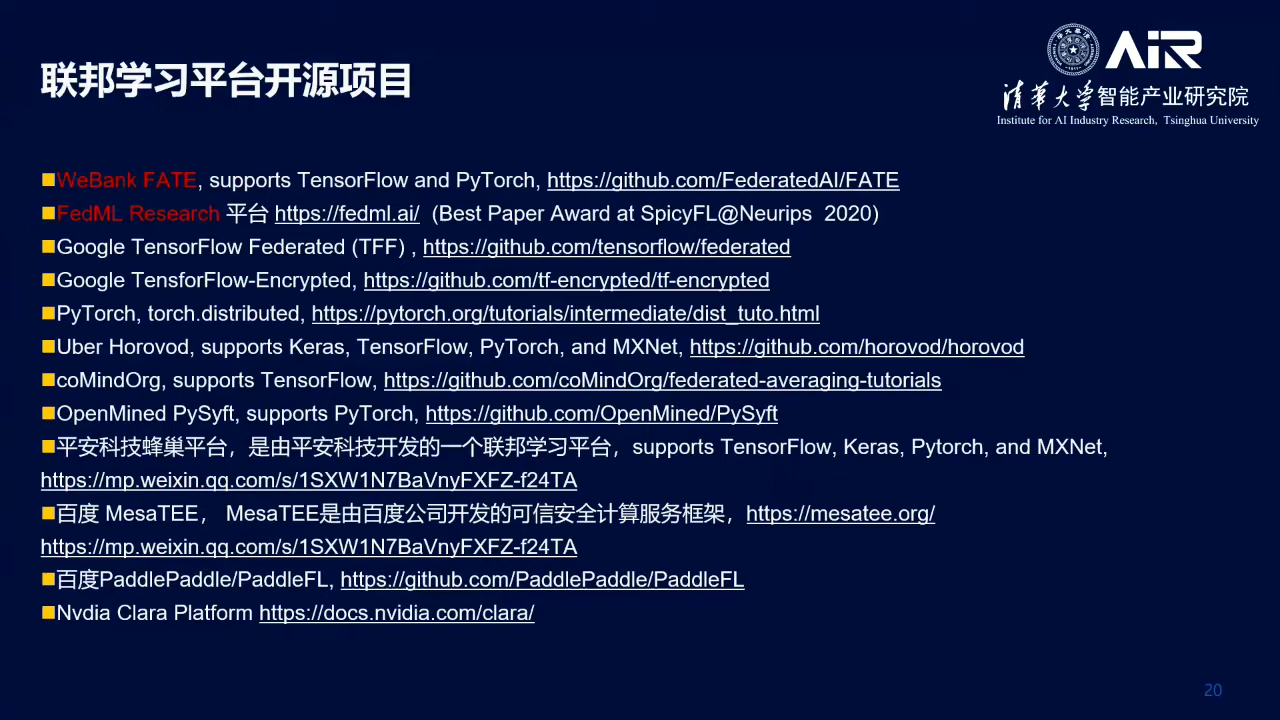 联邦学习平台开源项目
AiR
清华大学智能产业研究院
Institute for AI Industry Research, Tsinghua University
WeBank FATE, supports TensorFlow and PyTorch, https://github.com/FederatedAI/FATE
FedML Research 平台 https://fedml.ai/ (Best Paper Award at SpicyFL@Neurips 2020)
Google TensorFlow Federated (TFF) , https://github.com/tensorflow/federated
Google TensforFlow-Encrypted, https://github.com/tf-encrypted/tf-encrypted
PyTorch, torch.distributed, https://pytorch.org/tutorials/intermediate/dist_tuto.html
Uber Horovod, supports Keras, TensorFlow, PyTorch, and MXNet, https://github.com/horovod/horovod
coMindOrg, supports TensorFlow, https://github.com/coMindOrg/federated-averaging-tutorials
OpenMined PySyft, supports PyTorch, https://github.com/OpenMined/PySyft
平安科技蜂巢平台，是由平安科技开发的一个联邦学习平台，supports TensorFlow, Keras, Pytorch, and MXNet,
https://mp.weixin.qq.com/s/1SXW1N7BaVnyFXFZ-f24TA
百度 MesaTEE， MesaTEE是由百度公司开发的可信安全计算服务框架，https://mesatee.org/
https://mp.weixin.qq.com/s/1SXW1N7BaVnyFXFZ-f24TA
百度PaddlePaddle/PaddleFL, https://github.com/PaddlePaddle/PaddleFL
Nvdia Clara Platform https://docs.nvidia.com/clara/
20